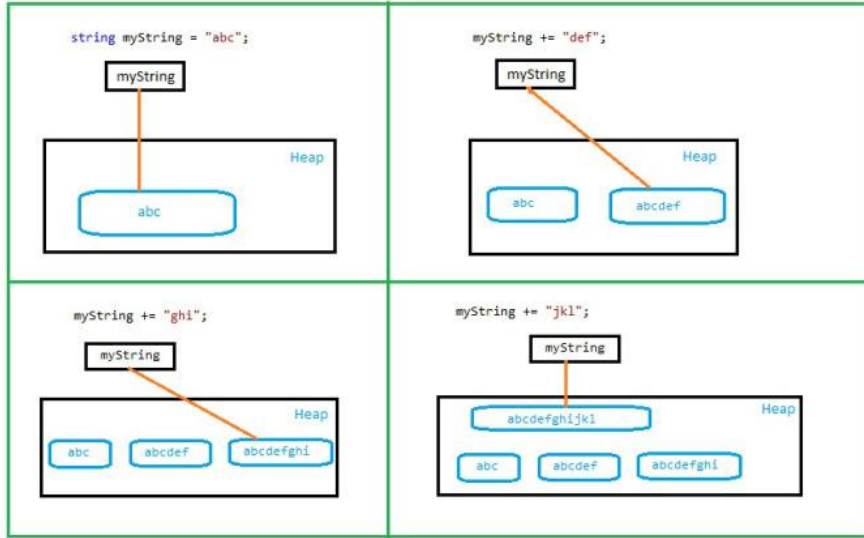 string myString = "abc";
myString
Heap
abc
myString += "def";
myString
Heap
abc
abcdef
myString += "ghi";
myString
Heap
abc
abcdef
abcdefghi
myString += "jkl";
myString
Heap
abcdefghijkl
abc
abcdef
abcdefghi